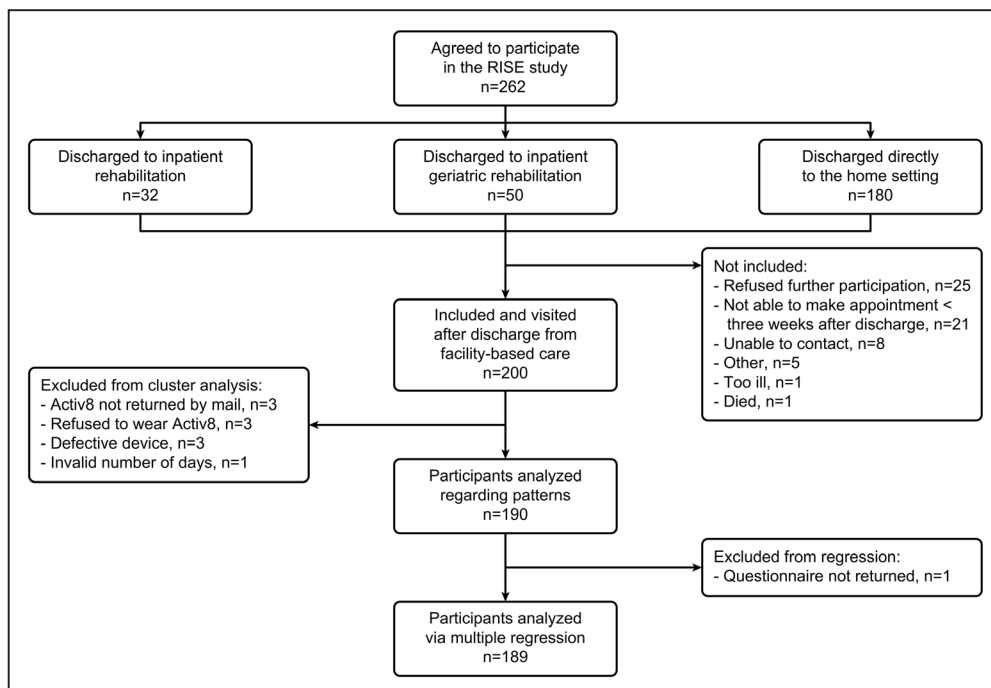 Agreed to participate
in the RISE study
n=262
Discharged to inpatient
rehabilitation
n=32
Discharged to inpatient
geriatric rehabilitation
n=50
Discharged directly
to the home setting
n=180
Not included:
- Refused further participation, n=25
- Not able to make appointment <
three weeks after discharge, n=21
- Unable to contact, n=8
- Other, n=5
- Too ill, n=1
- Died, n=1
Included and visited
after discharge from
facility-based care
n=200
Excluded from cluster analysis:
- Activ8 not returned by mail, n=3
- Refused to wear Activ8, n=3
- Defective device, n=3
- Invalid number of days, n=1
Participants analyzed
regarding patterns
n=190
Excluded from regression:
- Questionnaire not returned, n=1
Participants analyzed
via multiple regression
n=189